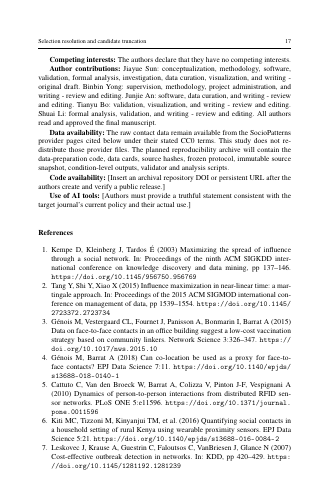 Selection resolution and candidate truncation 17
Competing interests: The authors declare that they have no competing interests.
Author contributions: Jiayue Sun: conceptualization, methodology, software,
validation, formal analysis, investigation, data curation, visualization, and writing -
original draft. Binbin Yong: supervision, methodology, project administration, and
writing - review and editing. Junjie An: software, data curation, and writing - review
and editing. Tianyu Bo: validation, visualization, and writing - review and editing.
Shuai Li: formal analysis, validation, and writing - review and editing. All authors
read and approved the final manuscript.
Data availability: The raw contact data remain available from the SocioPatterns
provider pages cited below under their stated CC0 terms. This study does not re-
distribute those provider files. The planned reproducibility archive will contain the
data-preparation code, data cards, source hashes, frozen protocol, immutable source
snapshot, condition-level outputs, validator and analysis scripts.
Code availability: [Insert an archival repository DOI or persistent URL after the
authors create and verify a public release.]
Use of AI tools: [Authors must provide a truthful statement consistent with the
target journal's current policy and their actual use.]
References
1. Kempe D, Kleinberg J, Tardos É (2003) Maximizing the spread of influence
through a social network. In: Proceedings of the ninth ACM SIGKDD inter-
national conference on knowledge discovery and data mining, pp 137–146.
https://doi.org/10.1145/956750.956769
2. Tang Y, Shi Y, Xiao X (2015) Influence maximization in near-linear time: a mar-
tingale approach. In: Proceedings of the 2015 ACM SIGMOD international con-
ference on management of data, pp 1539–1554. https://doi.org/10.1145/
2723372.2723734
3. Génois M, Vestergaard CL, Fournet J, Panisson A, Bonmarin I, Barrat A (2015)
Data on face-to-face contacts in an office building suggest a low-cost vaccination
strategy based on community linkers. Network Science 3:326–347. https://
doi.org/10.1017/nws.2015.10
4. Génois M, Barrat A (2018) Can co-location be used as a proxy for face-to-
face contacts? EPJ Data Science 7:11. https://doi.org/10.1140/epjds/
s13688-018-0140-1
5. Cattuto C, Van den Broeck W, Barrat A, Colizza V, Pinton J-F, Vespignani A
(2010) Dynamics of person-to-person interactions from distributed RFID sen-
sor networks. PLoS ONE 5:e11596. https://doi.org/10.1371/journal.
pone.0011596
6. Kiti MC, Tizzoni M, Kinyanjui TM, et al. (2016) Quantifying social contacts in
a household setting of rural Kenya using wearable proximity sensors. EPJ Data
Science 5:21. https://doi.org/10.1140/epjds/s13688-016-0084-2
7. Leskovec J, Krause A, Guestrin C, Faloutsos C, VanBriesen J, Glance N (2007)
Cost-effective outbreak detection in networks. In: KDD, pp 420–429. https:
//doi.org/10.1145/1281192.1281239